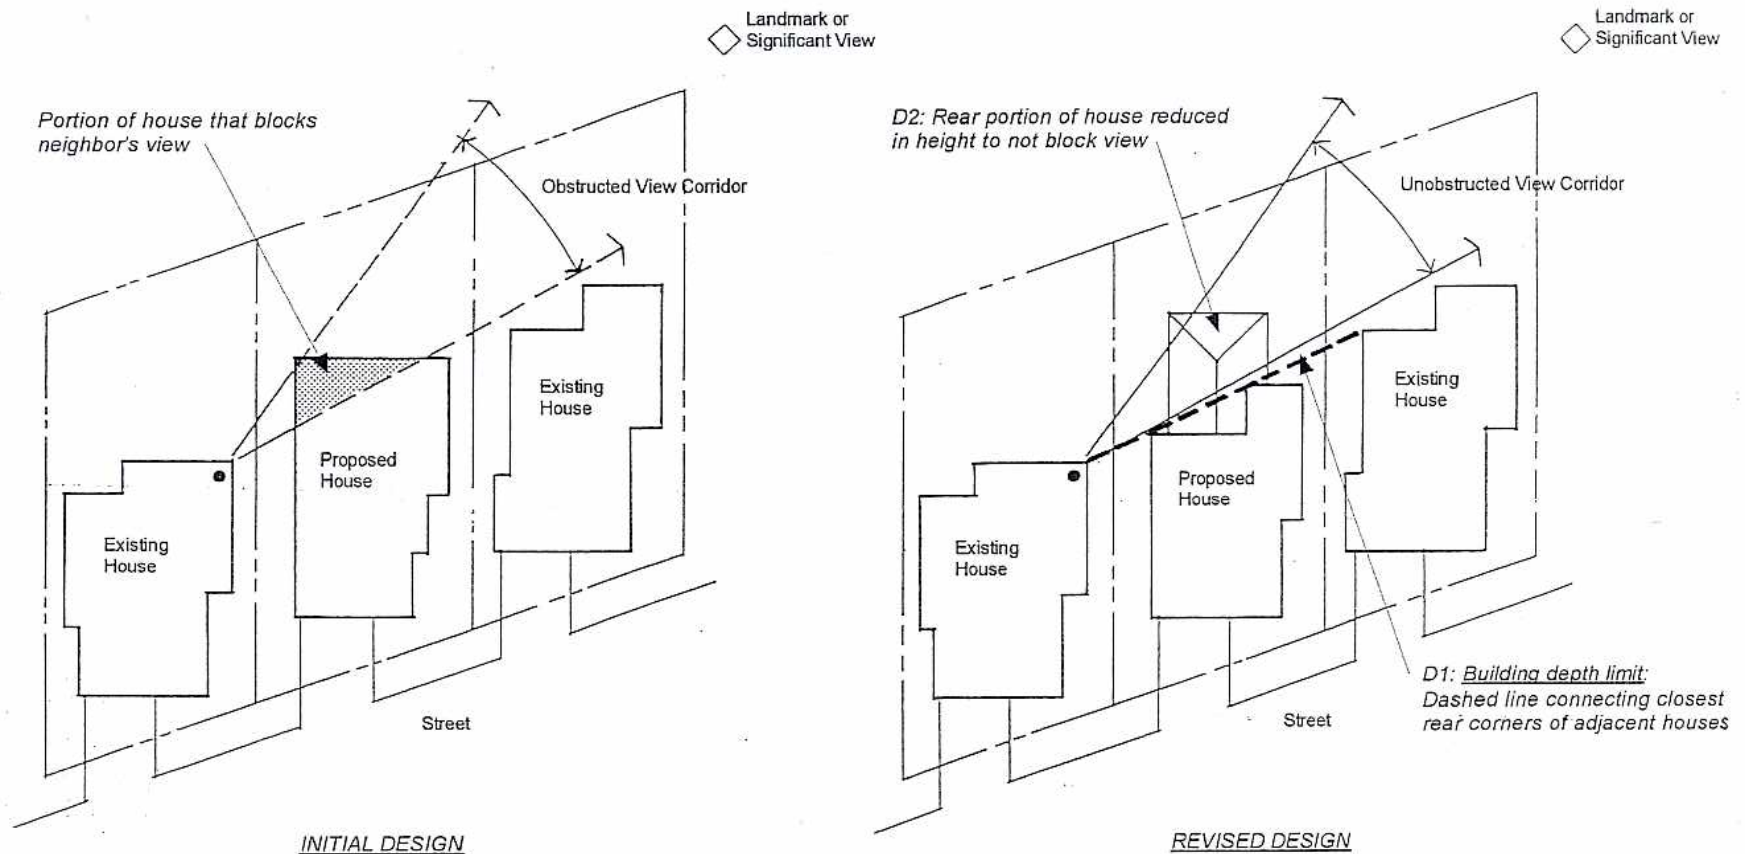 Landmark or
Significant View
Portion of house that blocks
neighbor's view
Obstructed View Corridor
Existing
House
Proposed
House
Existing
House
Street
INITIAL DESIGN
Landmark or
Significant View
D2: Rear portion of house reduced
in height to not block view
Unobstructed View Corridor
Existing
House
Proposed
House
Existing
House
D1: Building depth limit:
Dashed line connecting closest
rear corners of adjacent houses
Street
REVISED DESIGN